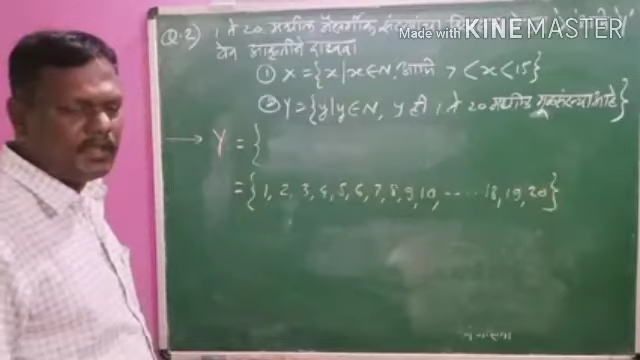 Made with KINEMASTER
Q.2) 1 ते 20 मधील नैसर्गिक संख्यांचा
वेन आकृतीने दाखवा
① X = {x|x∈N, आणि 7 < x < 15}
② Y = {y|y∈N, y ही 1 ते 20 मधील मूळसंख्या आहे}
→ Y = {
= {1, 2, 3, 4, 5, 6, 7, 8, 9, 10, ----- 18, 19, 20}